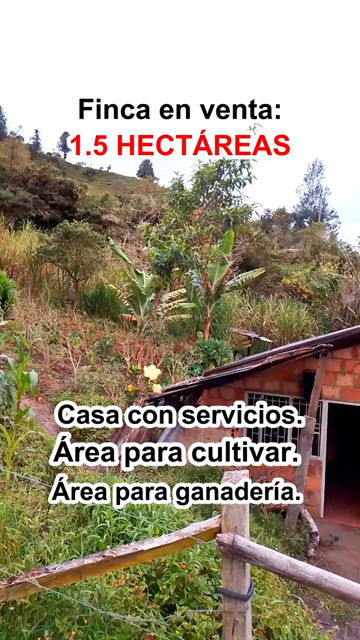 Finca en venta:
1.5 HECTÁREAS
Casa con servicios.
Área para cultivar.
Área para ganadería.